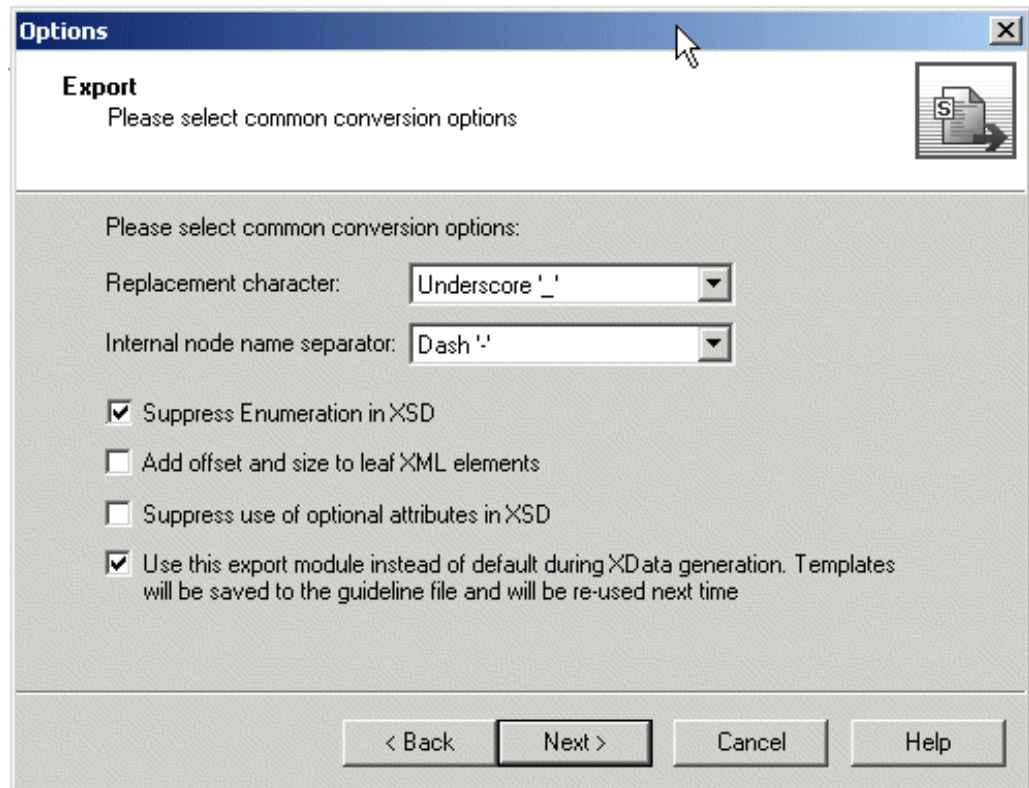 Options
Export
Please select common conversion options
S
Please select common conversion options:
Replacement character: Underscore '_'
Internal node name separator: Dash '-'
Suppress Enumeration in XSD
Add offset and size to leaf XML elements
Suppress use of optional attributes in XSD
Use this export module instead of default during XData generation. Templates
will be saved to the guideline file and will be re-used next time
< Back Next > Cancel Help